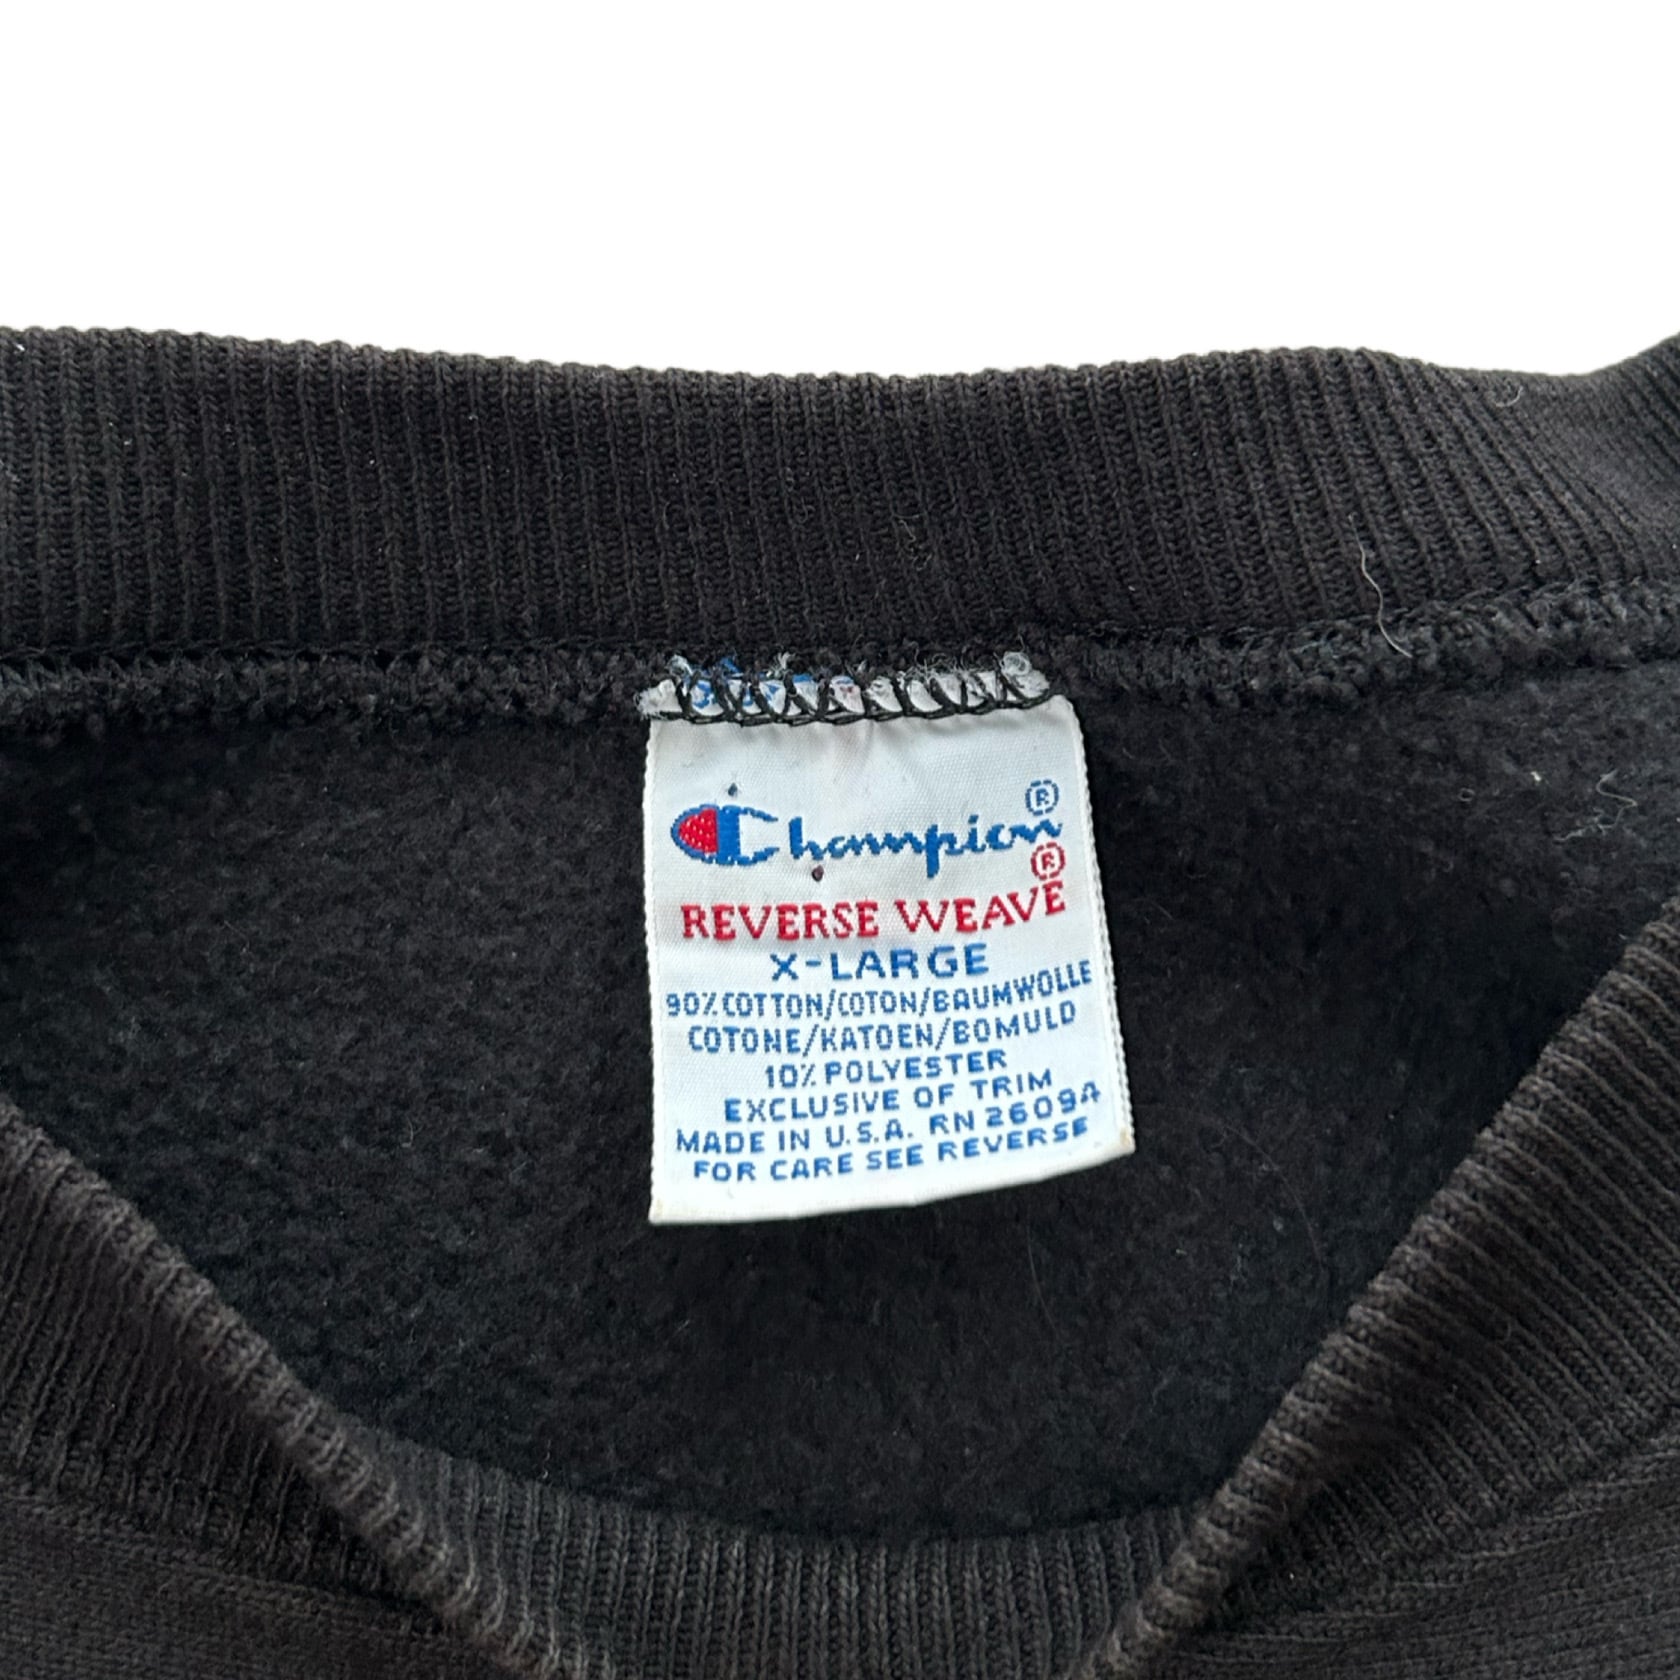 Champion®
®
REVERSE WEAVE
X-LARGE
90% COTTON/COTON/BAUMWOLLE
COTONE/KATOEN/BOMULD
10% POLYESTER
EXCLUSIVE OF TRIM
MADE IN U.S.A. RN 26094
FOR CARE SEE REVERSE